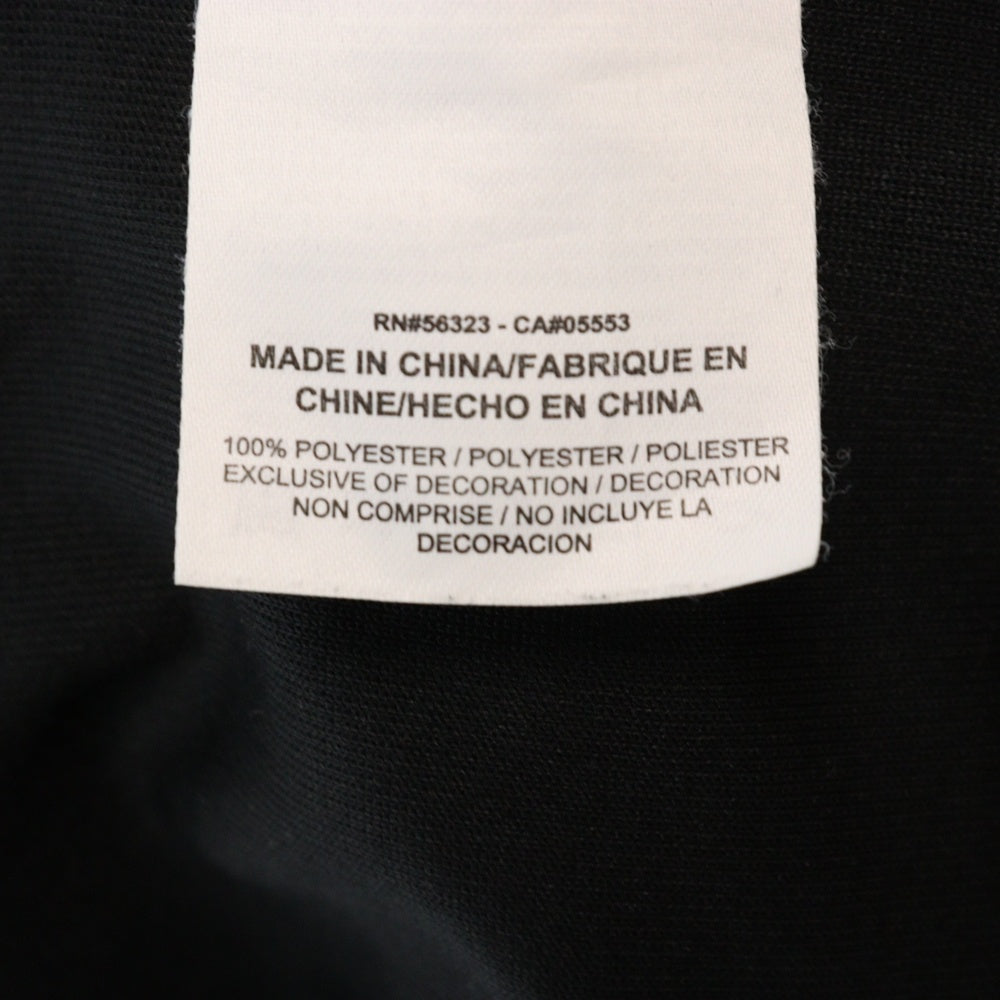 RN#56323 - CA#05553
MADE IN CHINA/FABRIQUE EN
CHINE/HECHO EN CHINA
100% POLYESTER / POLYESTER / POLIESTER
EXCLUSIVE OF DECORATION / DECORATION
NON COMPRISE / NO INCLUYE LA
DECORACION